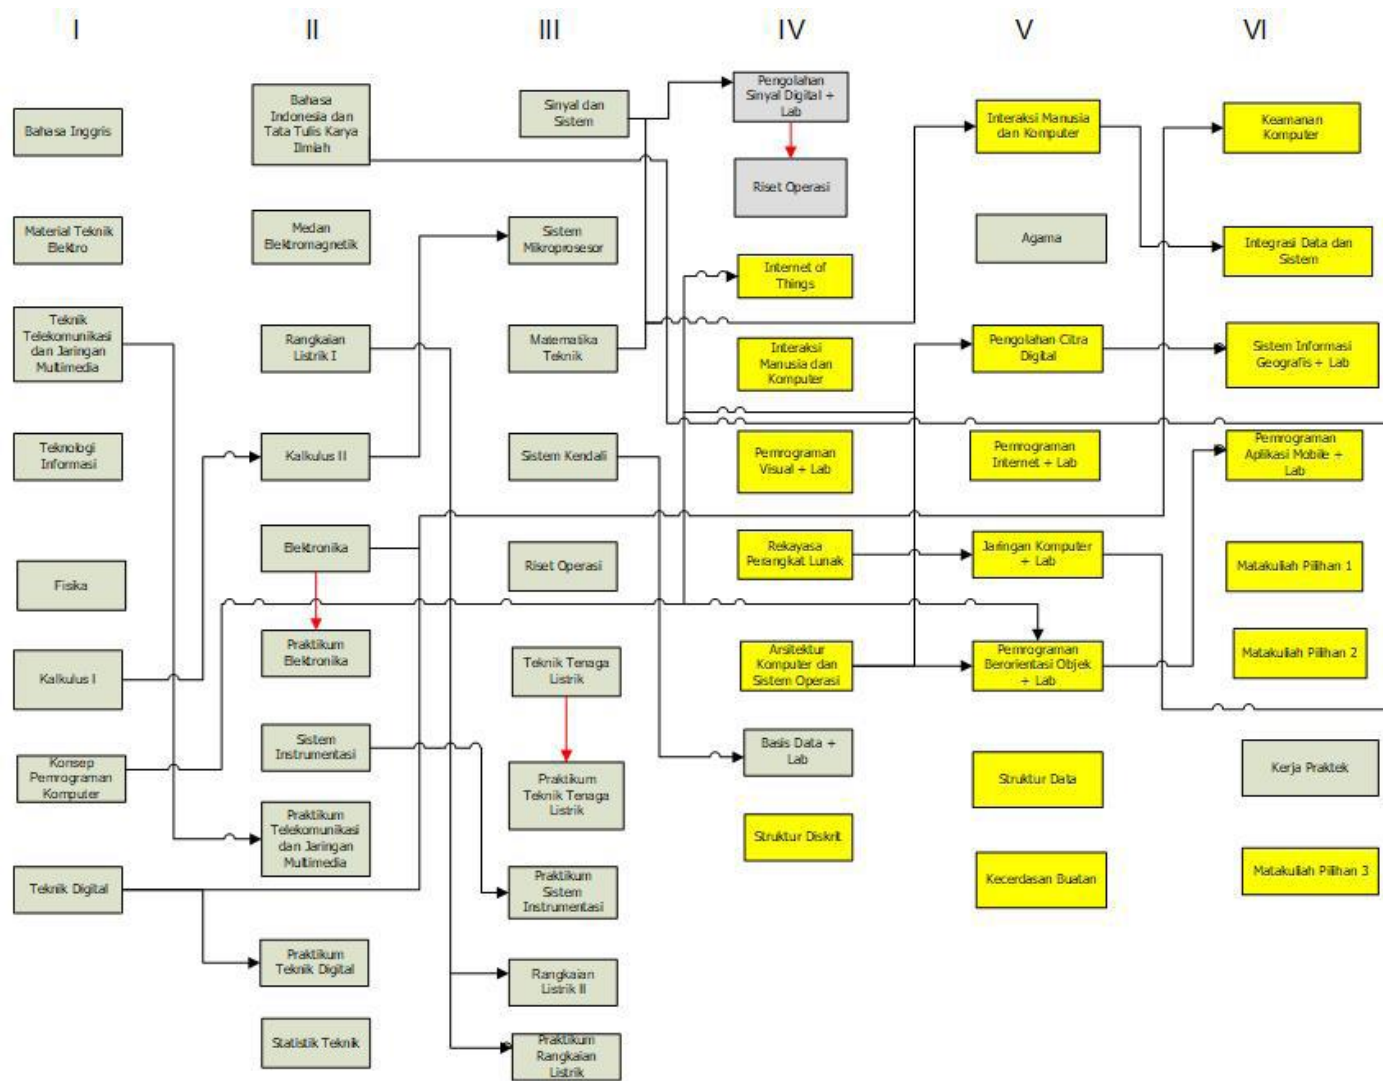 I
II
III
IV
V
VI
Bahasa Inggris
Material Teknik
Elektro
Teknik
Telekomunikasi
dan Jaringan
Multimedia
Teknologi
Informasi
Fisika
Kalkulus I
Konsep
Pemrograman
Komputer
Teknik Digital
Bahasa
Indonesia dan
Tata Tulis Karya
Ilmiah
Medan
Elektromagnetik
Rangkaian
Listrik I
Kalkulus II
Elektronika
Praktikum
Elektronika
Sistem
Instrumentasi
Praktikum
Telekomunikasi
dan Jaringan
Multimedia
Praktikum
Teknik Digital
Statistik Teknik
Sinyal dan
Sistem
Sistem
Mikroprosesor
Matematika
Teknik
Sistem Kendali
Riset Operasi
Teknik Tenaga
Listrik
Praktikum
Teknik Tenaga
Listrik
Praktikum
Sistem
Instrumentasi
Rangkaian
Listrik II
Praktikum
Rangkaian
Listrik
Pengolahan
Sinyal Digital +
Lab
Riset Operasi
Internet of
Things
Interaksi
Manusia dan
Komputer
Pemrograman
Visual + Lab
Rekayasa
Perangkat Lunak
Arsitektur
Komputer dan
Sistem Operasi
Basis Data +
Lab
Struktur Diskrit
Interaksi Manusia
dan Komputer
Agama
Pengolahan Citra
Digital
Pemrograman
Internet + Lab
Jaringan Komputer
+ Lab
Pemrograman
Berorientasi Objek
+ Lab
Struktur Data
Kecerdasan Buatan
Keamanan
Komputer
Integrasi Data dan
Sistem
Sistem Informasi
Geografis + Lab
Pemrograman
Aplikasi Mobile +
Lab
Matakuliah Pilihan 1
Matakuliah Pilihan 2
Kerja Praktek
Matakuliah Pilihan 3